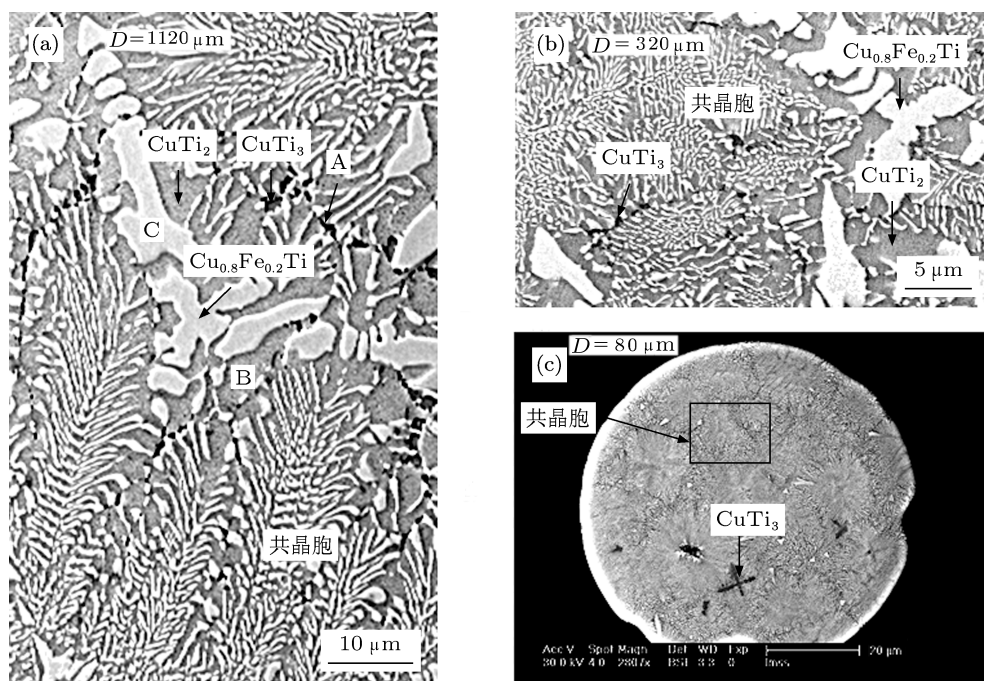 (a)
D = 1120 μm
CuTi2
CuTi3
A
C
Cu0.8Fe0.2Ti
B
共晶胞
10 μm
(b)
D = 320 μm
Cu0.8Fe0.2Ti
共晶胞
CuTi3
CuTi2
5 μm
(c)
D = 80 μm
共晶胞
CuTi3
Acc V Spot Magn Det WD Exp
30.0 kV 4.0 2807x BSE 3.3 0 Imss
20 μm